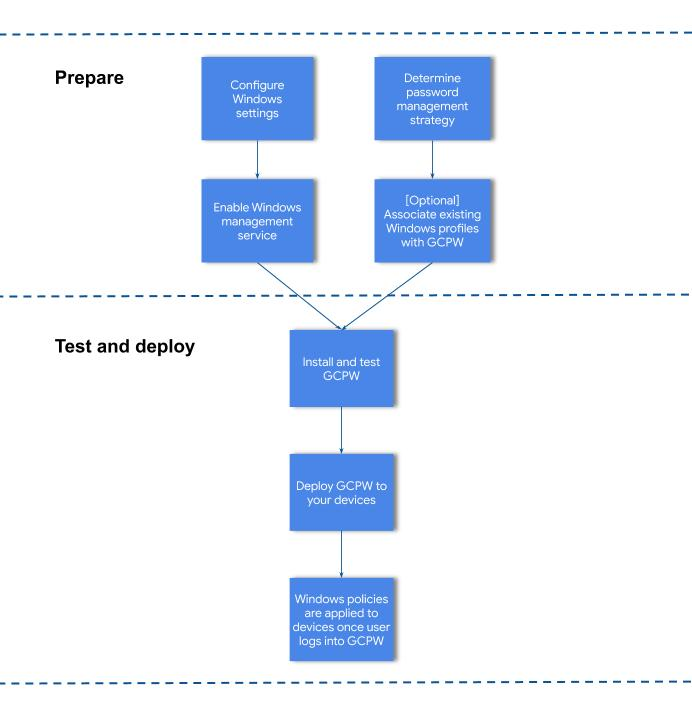 Prepare
Configure
Windows
settings
Determine
password
management
strategy
Enable Windows
management
service
[Optional]
Associate existing
Windows profiles
with GCPW
Test and deploy
Install and test
GCPW
Deploy GCPW to
your devices
Windows policies
are applied to
devices once user
logs into GCPW